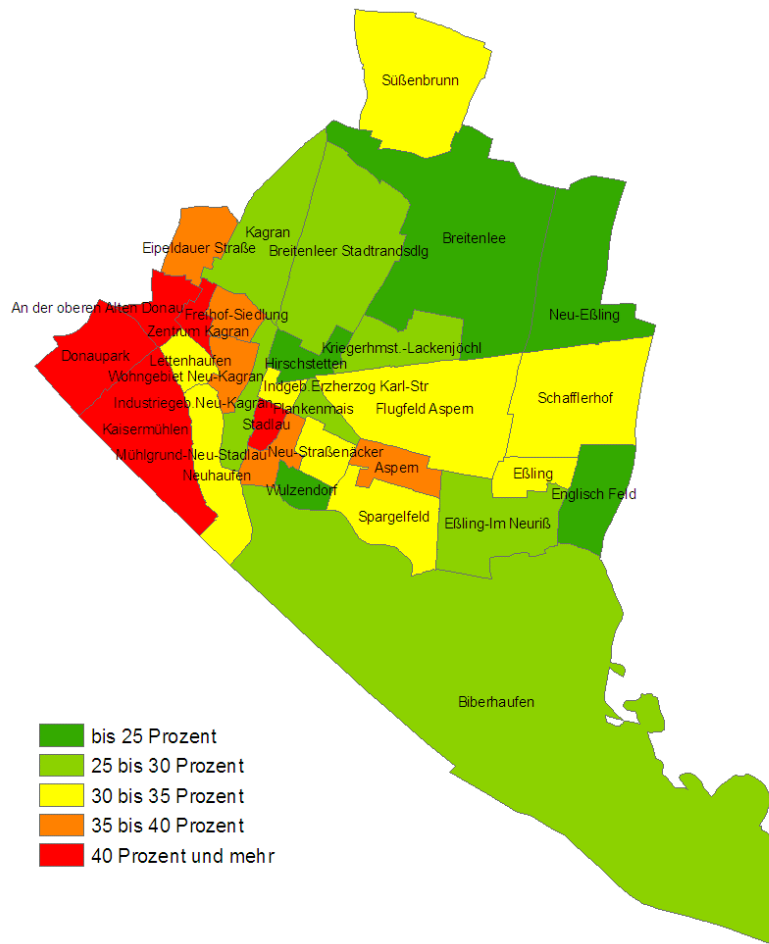 Süßenbrunn
Kagran
Breitenlee
Eipeldauer Straße
Breitenleer Stadtrandsdlg
An der oberen Alten Donau
Freihof-Siedlung
Neu-Eßling
Zentrum Kagran
Kriegerhmst.-Lackenjöchl
Donaupark
Lettenhaufen
Hirschstetten
Wohngebiet Neu-Kagran
Indgeb.Erzherzog Karl-Str
Schafflerhof
Industriegeb.Neu-Kagran
Plankenmais
Flugfeld Aspern
Kaisermühlen
Stadlau
Mühlgrund-Neu-Stadlau
Neu-Straßenäcker
Aspern
Eßling
Neuhaufen
Wulzendorf
Englisch Feld
Spargelfeld
Eßling-Im Neuriß
Biberhaufen
bis 25 Prozent
25 bis 30 Prozent
30 bis 35 Prozent
35 bis 40 Prozent
40 Prozent und mehr